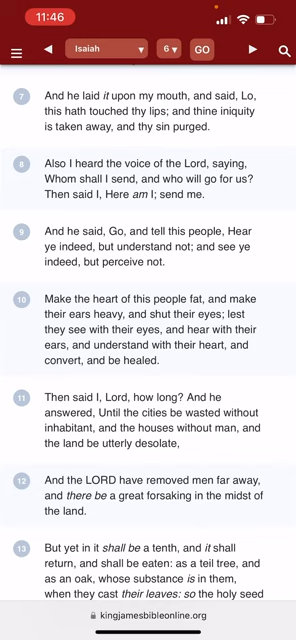 11:46
Isaiah
6
GO
7
And he laid it upon my mouth, and said, Lo,
this hath touched thy lips; and thine iniquity
is taken away, and thy sin purged.
8
Also I heard the voice of the Lord, saying,
Whom shall I send, and who will go for us?
Then said I, Here am I; send me.
9
And he said, Go, and tell this people, Hear
ye indeed, but understand not; and see ye
indeed, but perceive not.
10
Make the heart of this people fat, and make
their ears heavy, and shut their eyes; lest
they see with their eyes, and hear with their
ears, and understand with their heart, and
convert, and be healed.
11
Then said I, Lord, how long? And he
answered, Until the cities be wasted without
inhabitant, and the houses without man, and
the land be utterly desolate,
12
And the LORD have removed men far away,
and there be a great forsaking in the midst of
the land.
13
But yet in it shall be a tenth, and it shall
return, and shall be eaten: as a teil tree, and
as an oak, whose substance is in them,
when they cast their leaves: so the holy seed
kingjamesbibleonline.org